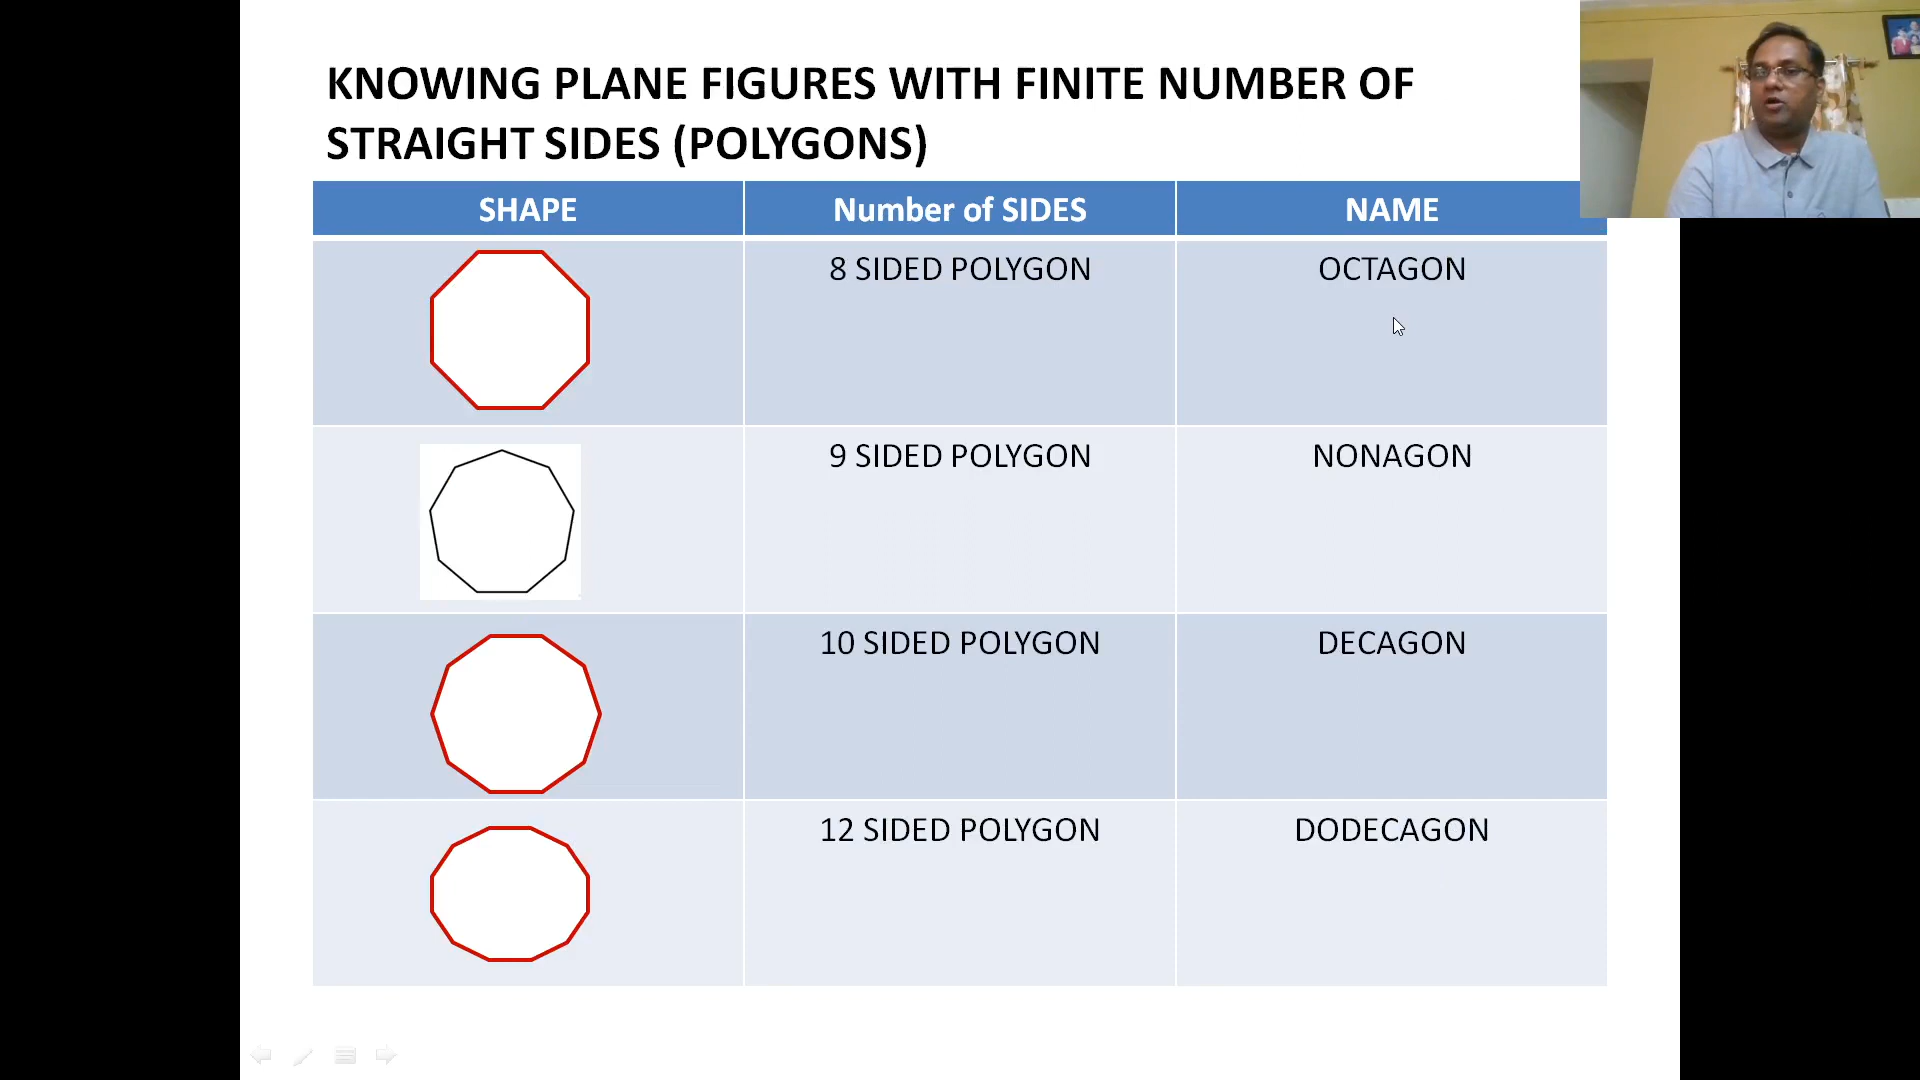 KNOWING PLANE FIGURES WITH FINITE NUMBER OF
STRAIGHT SIDES (POLYGONS)
SHAPE Number of SIDES NAME
8 SIDED POLYGON OCTAGON
9 SIDED POLYGON NONAGON
10 SIDED POLYGON DECAGON
12 SIDED POLYGON DODECAGON